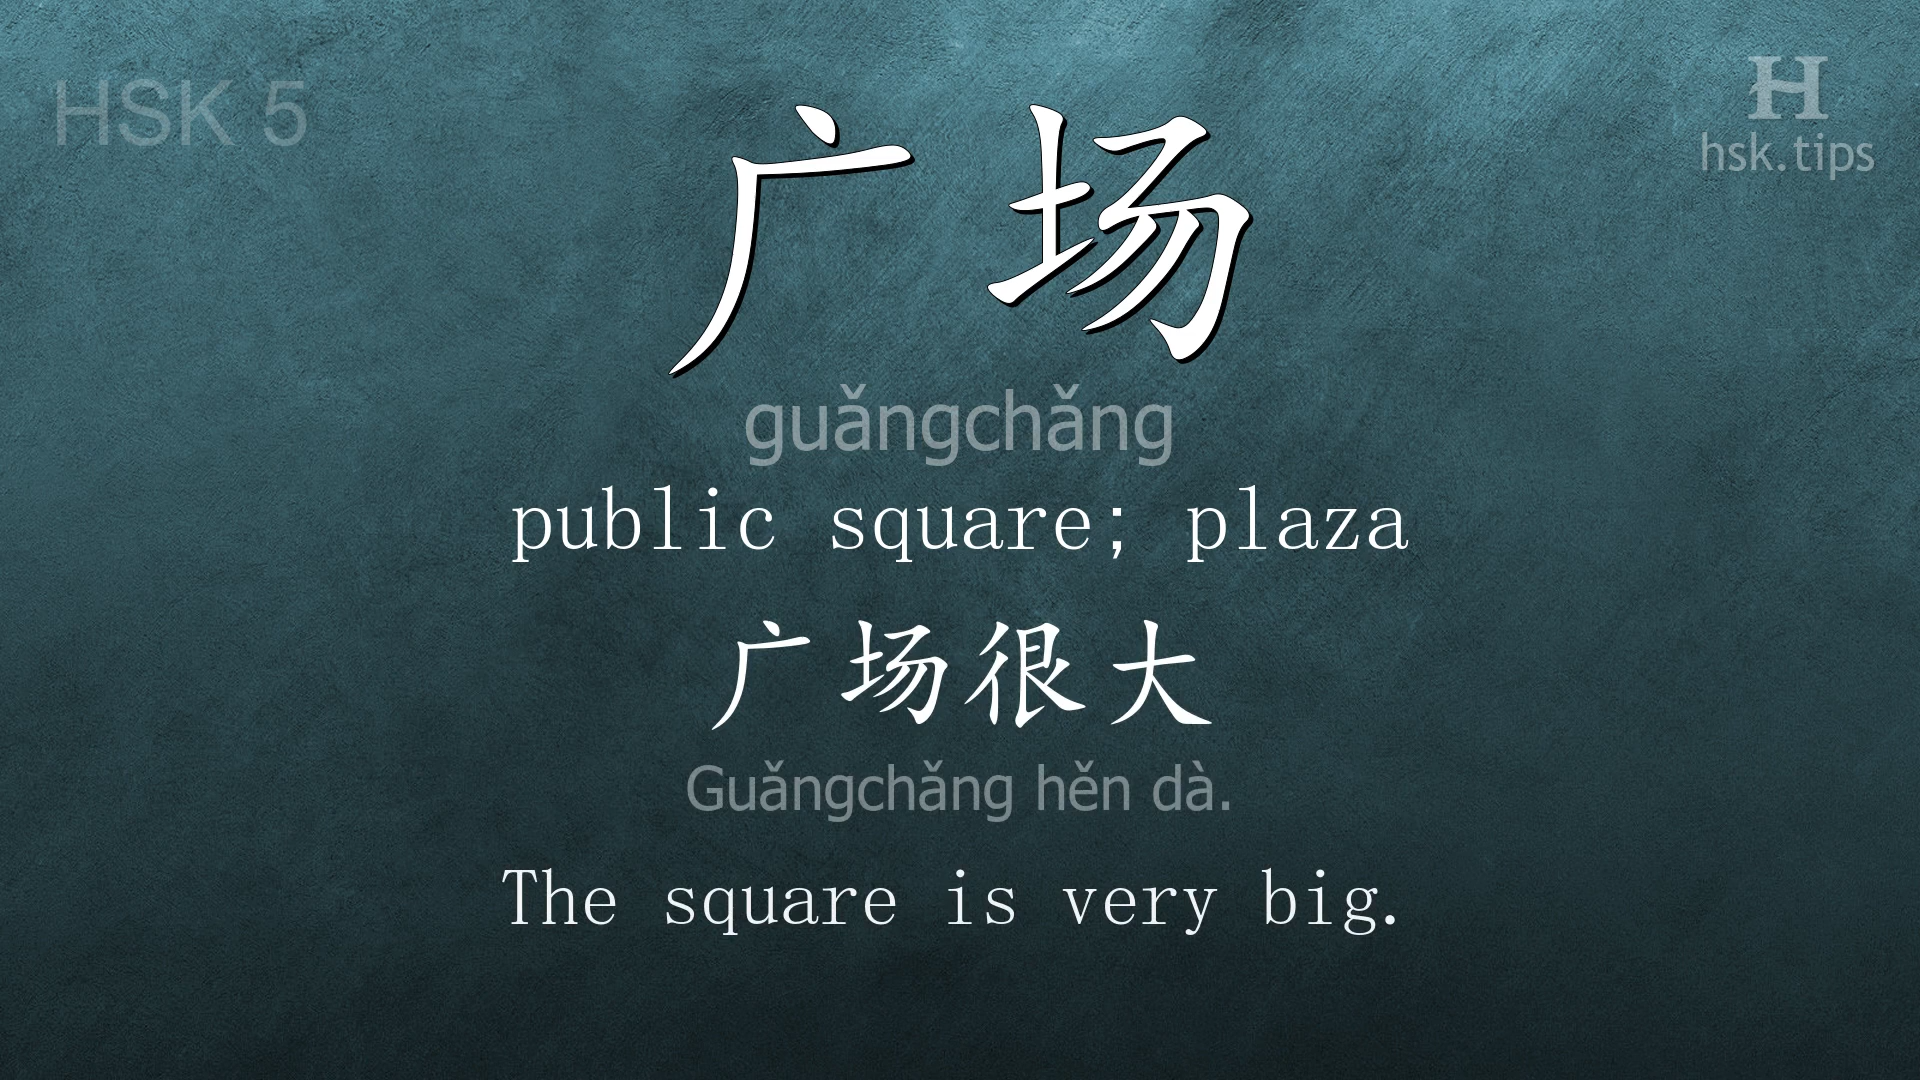 HSK 5
H
hsk.tips
广场
guǎngchǎng
public square; plaza
广场很大
Guǎngchǎng hěn dà.
The square is very big.